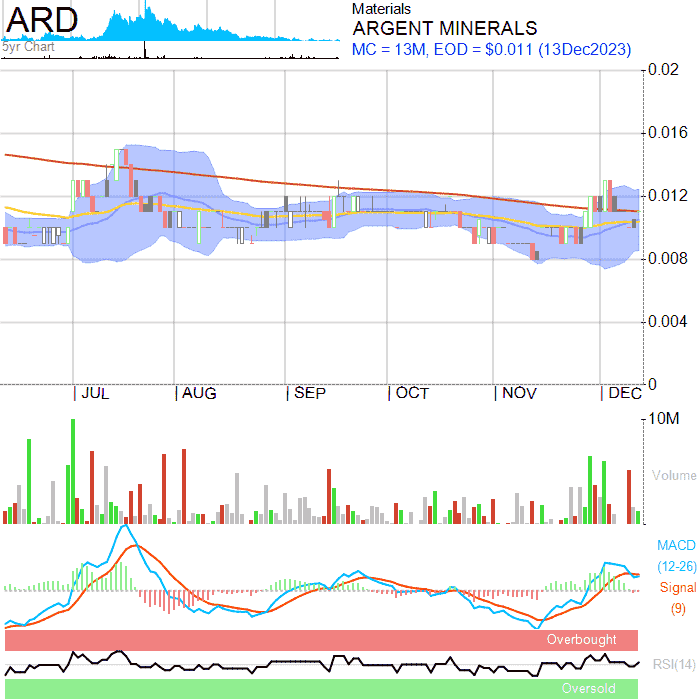 ARD
5yr Chart
Materials
ARGENT MINERALS
MC = 13M, EOD = $0.011 (13Dec2023)
0.02
0.016
0.012
0.008
0.004
0
JUL AUG SEP OCT NOV DEC
10M
Volume
MACD
(12-26)
Signal
(9)
Overbought
RSI(14)
Oversold